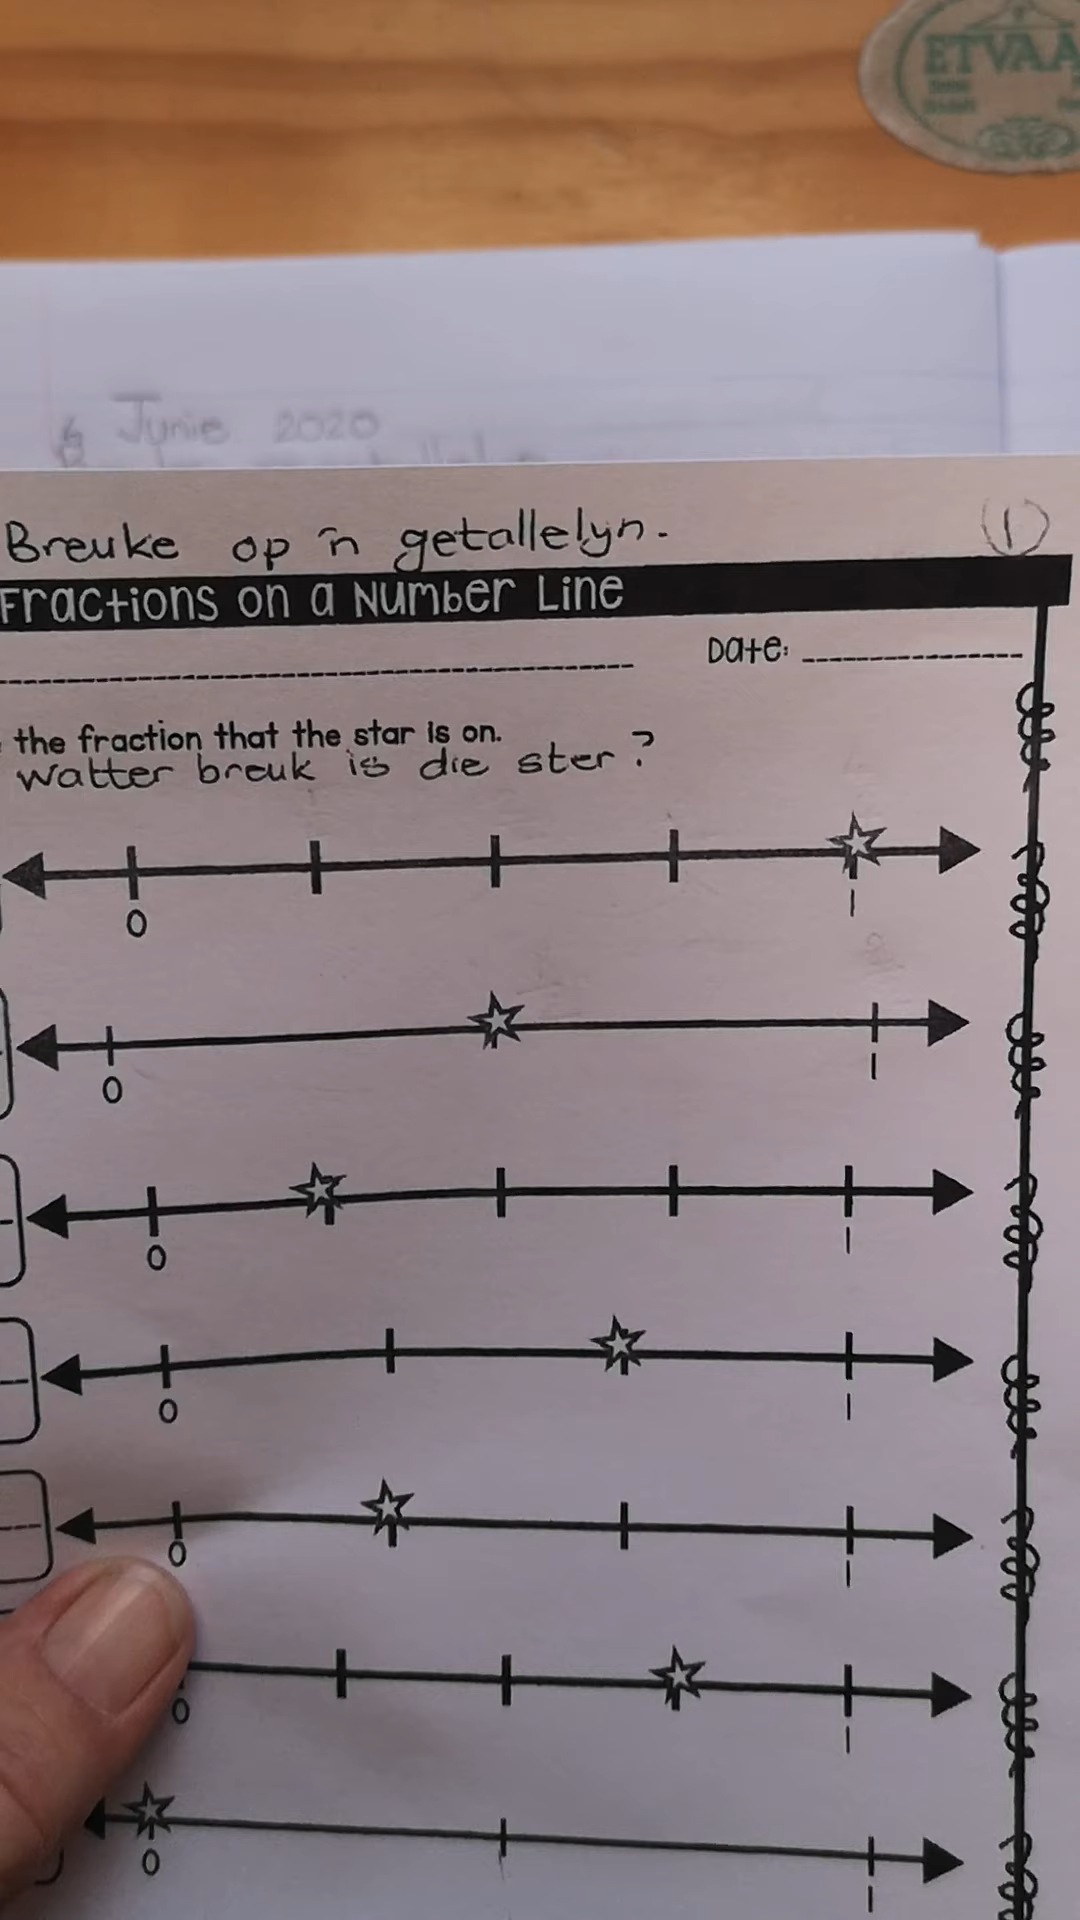 ETVAA
6 Junie 2020
Breuke op 'n getallelyn.
1
Fractions on a Number Line
Date:
the fraction that the star is on.
Watter breuk is die ster?
0 1
0 1
0 1
0 1
0 1
0 1
0 1